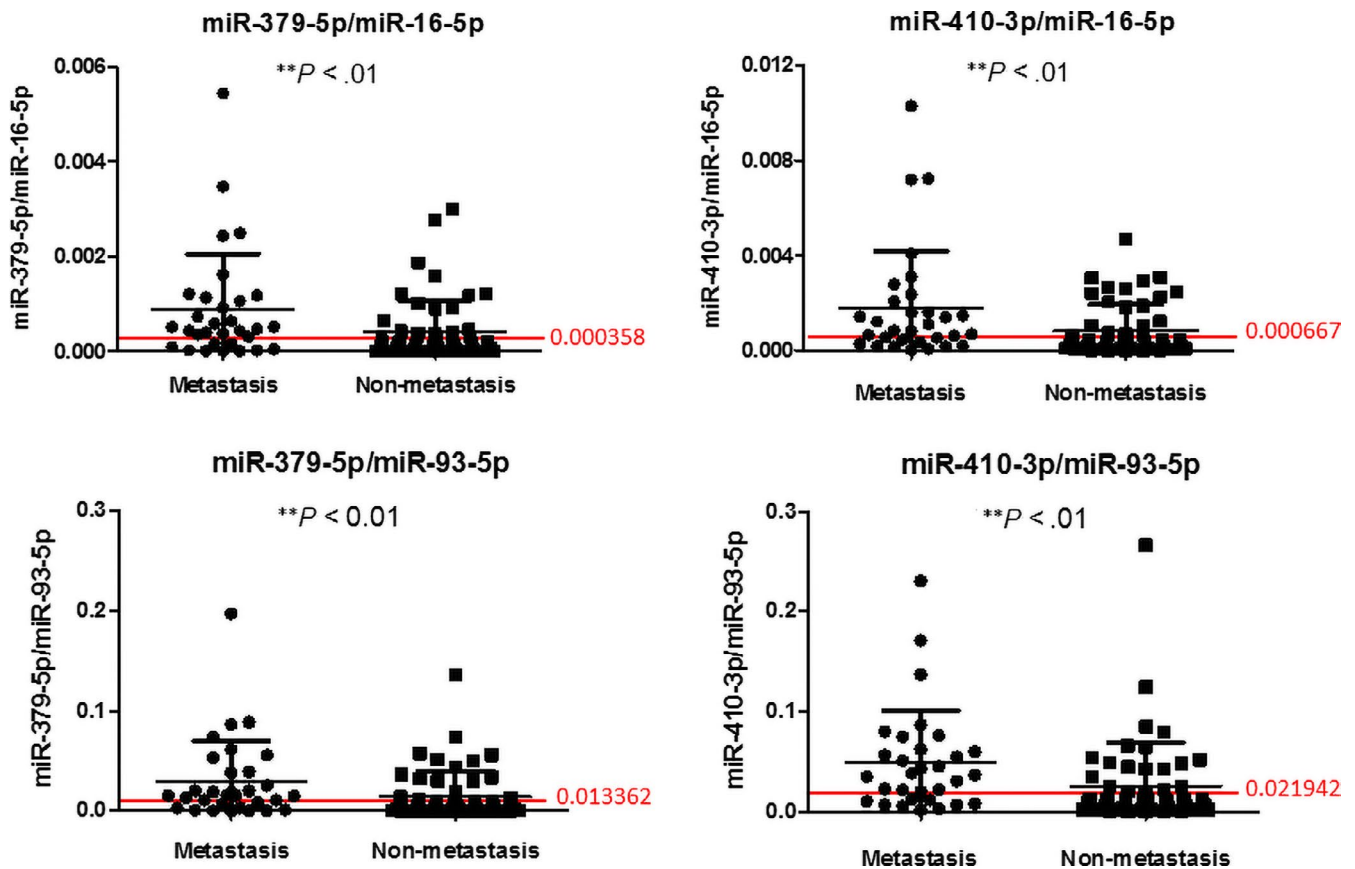 miR-379-5p/miR-16-5p
**P < .01
miR-379-5p/miR-16-5p
0.006
0.004
0.002
0.000
0.000358
Metastasis
Non-metastasis
miR-410-3p/miR-16-5p
**P < .01
miR-410-3p/miR-16-5p
0.012
0.008
0.004
0.000
0.000667
Metastasis
Non-metastasis
miR-379-5p/miR-93-5p
**P < 0.01
miR-379-5p/miR-93-5p
0.3
0.2
0.1
0.0
0.013362
Metastasis
Non-metastasis
miR-410-3p/miR-93-5p
**P < .01
miR-410-3p/miR-93-5p
0.3
0.2
0.1
0.0
0.021942
Metastasis
Non-metastasis